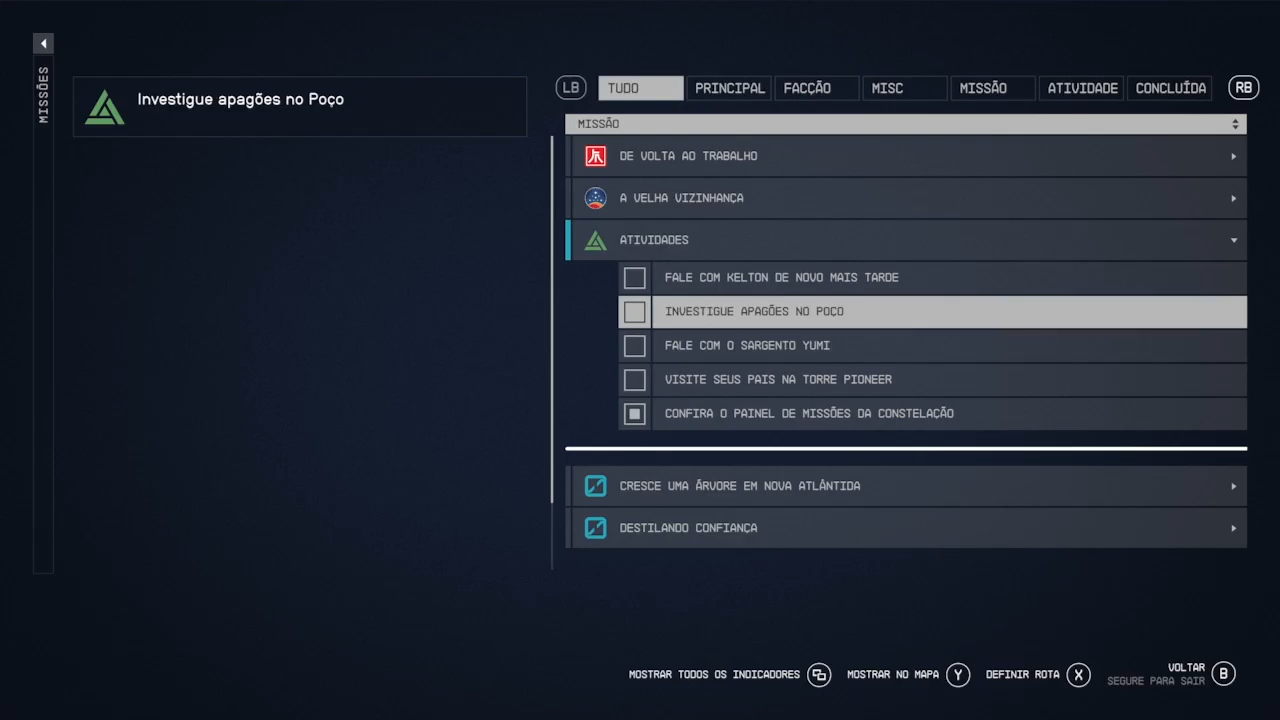 MISSÕES
Investigue apagões no Poço
LB
TUDO
PRINCIPAL
FACÇÃO
MISC
MISSÃO
ATIVIDADE
CONCLUÍDA
RB
MISSÃO
DE VOLTA AO TRABALHO
A VELHA VIZINHANÇA
ATIVIDADES
FALE COM KELTON DE NOVO MAIS TARDE
INVESTIGUE APAGÕES NO POÇO
FALE COM O SARGENTO YUMI
VISITE SEUS PAIS NA TORRE PIONEER
CONFIRA O PAINEL DE MISSÕES DA CONSTELAÇÃO
CRESCE UMA ÁRVORE EM NOVA ATLÂNTIDA
DESTILANDO CONFIANÇA
MOSTRAR TODOS OS INDICADORES
MOSTRAR NO MAPA Y
DEFINIR ROTA X
VOLTAR B
SEGURE PARA SAIR